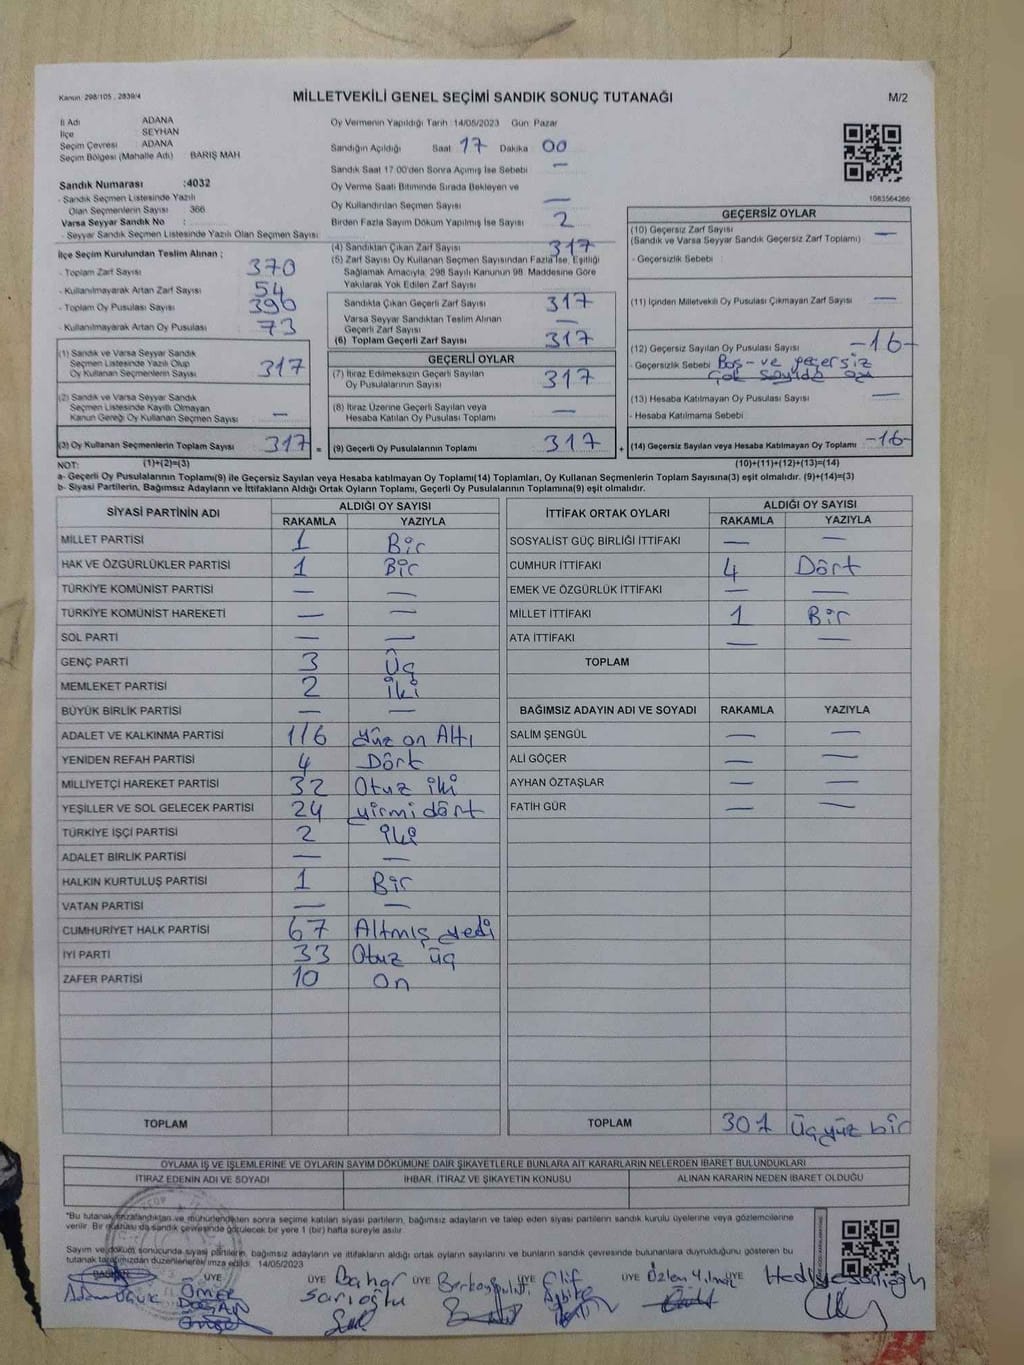 Kanun: 298/105 , 2839/4
MİLLETVEKİLİ GENEL SEÇİMİ SANDIK SONUÇ TUTANAĞI
M/2
İl Adı ADANA
İlçe SEYHAN
Seçim Çevresi ADANA
Seçim Bölgesi (Mahalle Adı) BARIŞ MAH
Sandık Numarası :4032
- Sandık Seçmen Listesinde Yazılı
Olan Seçmenlerin Sayısı 366
Varsa Seyyar Sandık No :
- Seyyar Sandık Seçmen Listesinde Yazılı Olan Seçmen Sayısı:
Oy Vermenin Yapıldığı Tarih 14/05/2023 Gün Pazar
Sandığın Açıldığı Saat 17 Dakika 00
Sandık Saat 17.00'den Sonra Açımış İse Sebebi —
Oy Verme Saati Bitiminde Sırada Bekleyen ve
Oy Kullandırılan Seçmen Sayısı —
Birden Fazla Sayım Döküm Yapılmış İse Sayısı 2
1083564266
İlçe Seçim Kurulundan Teslim Alınan ;
- Toplam Zarf Sayısı 370
- Kullanılmayarak Artan Zarf Sayısı 54
- Toplam Oy Pusulası Sayısı 390
- Kullanılmayarak Artan Oy Pusulası 73
(4) Sandıktan Çıkan Zarf Sayısı 317
(5) Zarf Sayısı Oy Kullanan Seçmen Sayısından Fazla İse, Eşitliği
Sağlamak Amacıyla, 298 Sayılı Kanunun 98. Maddesine Göre
Yakılarak Yok Edilen Zarf Sayısı
Sandıkta Çıkan Geçerli Zarf Sayısı 317
Varsa Seyyar Sandıktan Teslim Alınan
Geçerli Zarf Sayısı —
(6) Toplam Geçerli Zarf Sayısı 317
GEÇERSİZ OYLAR
(10) Geçersiz Zarf Sayısı —
(Sandık ve Varsa Seyyar Sandık Geçersiz Zarf Toplamı)
- Geçersizlik Sebebi :
(11) İçinden Milletvekili Oy Pusulası Çıkmayan Zarf Sayısı —
(12) Geçersiz Sayılan Oy Pusulası Sayısı -16-
- Geçersizlik Sebebi Boş - ve geçersiz
Çok sayıda
(13) Hesaba Katılmayan Oy Pusulası Sayısı —
- Hesaba Katılmama Sebebi
(14) Geçersiz Sayılan veya Hesaba Katılmayan Oy Toplamı -16-
(1) Sandık ve Varsa Seyyar Sandık
Seçmen Listesinde Yazılı Olup
Oy Kullanan Seçmenlerin Sayısı 317
(2) Sandık ve Varsa Seyyar Sandık
Seçmen Listesinde Kayıtlı Olmayan
Kanun Gereği Oy Kullanan Seçmen Sayısı —
(3) Oy Kullanan Seçmenlerin Toplam Sayısı 317 =
GEÇERLİ OYLAR
(7) İtiraz Edilmeksizin Geçerli Sayılan
Oy Pusulalarının Sayısı 317
(8) İtiraz Üzerine Geçerli Sayılan veya
Hesaba Katılan Oy Pusulaları Toplamı —
(9) Geçerli Oy Pusulalarının Toplamı 317 +
NOT: (1)+(2)=(3)
(10)+(11)+(12)+(13)=(14)
a- Geçerli Oy Pusulalarının Toplamı(9) ile Geçersiz Sayılan veya Hesaba katılmayan Oy Toplamı(14) Toplamları, Oy Kullanan Seçmenlerin Toplam Sayısına(3) eşit olmalıdır. (9)+(14)=(3)
b- Siyasi Partilerin, Bağımsız Adayların ve İttifakların Aldığı Ortak Oyların Toplamı, Geçerli Oy Pusulalarının Toplamına(9) eşit olmalıdır.
SİYASİ PARTİNİN ADI
ALDIĞI OY SAYISI
RAKAMLA YAZIYLA
MİLLET PARTİSİ 1 Bir
HAK VE ÖZGÜRLÜKLER PARTİSİ 1 Bir
TÜRKİYE KOMÜNİST PARTİSİ — —
TÜRKİYE KOMÜNİST HAREKETİ — —
SOL PARTİ — —
GENÇ PARTİ 3 Üç
MEMLEKET PARTİSİ 2 İki
BÜYÜK BİRLİK PARTİSİ — —
ADALET VE KALKINMA PARTİSİ 116 yüz on Altı
YENİDEN REFAH PARTİSİ 4 Dört
MİLLİYETÇİ HAREKET PARTİSİ 32 Otuz iki
YEŞİLLER VE SOL GELECEK PARTİSİ 24 yirmi dört
TÜRKİYE İŞÇİ PARTİSİ 2 iki
ADALET BİRLİK PARTİSİ — —
HALKIN KURTULUŞ PARTİSİ 1 Bir
VATAN PARTİSİ — —
CUMHURİYET HALK PARTİSİ 67 Altmış yedi
İYİ PARTİ 33 Otuz üç
ZAFER PARTİSİ 10 on
TOPLAM
İTTİFAK ORTAK OYLARI
ALDIĞI OY SAYISI
RAKAMLA YAZIYLA
SOSYALİST GÜÇ BİRLİĞİ İTTİFAKI — —
CUMHUR İTTİFAKI 4 Dört
EMEK VE ÖZGÜRLÜK İTTİFAKI — —
MİLLET İTTİFAKI 1 Bir
ATA İTTİFAKI — —
TOPLAM
BAĞIMSIZ ADAYIN ADI VE SOYADI RAKAMLA YAZIYLA
SALİM ŞENGÜL — —
ALİ GÖÇER — —
AYHAN ÖZTAŞLAR — —
FATİH GÜR — —
TOPLAM 301 üçyüz bir
OYLAMA İŞ VE İŞLEMLERİNE VE OYLARIN SAYIM DÖKÜMÜNE DAİR ŞİKAYETLERLE BUNLARA AİT KARARLARIN NELERDEN İBARET BULUNDUKLARI
İTİRAZ EDENİN ADI VE SOYADI
İHBAR, İTİRAZ VE ŞİKAYETİN KONUSU
ALINAN KARARIN NEDEN İBARET OLDUĞU
*Bu tutanak imzalandıktan ve mühürlendikten sonra seçime katılan siyasi partilerin, bağımsız adayların ve talep eden siyasi partilerin sandık kurulu üyelerine veya gözlemcilerine
verilir. Bir nüshası da sandık çevresinde görülecek bir yere 1 (bir) hafta süreyle asılır.
Sayım ve döküm sonucunda siyasi partilerin, bağımsız adayların ve ittifakların aldığı ortak oyların sayılarını ve bunların sandık çevresinde bulunanlara duyrulduğunu gösteren bu
tutanak tarafımızdan düzenlenerek imza edildi. 14/05/2023
BAŞKAN ÜYE ÜYE ÜYE ÜYE ÜYE ÜYE
Ömer
DOĞAN
Bahar
Sarıoğlu
Elif
Özlem Yılmaz